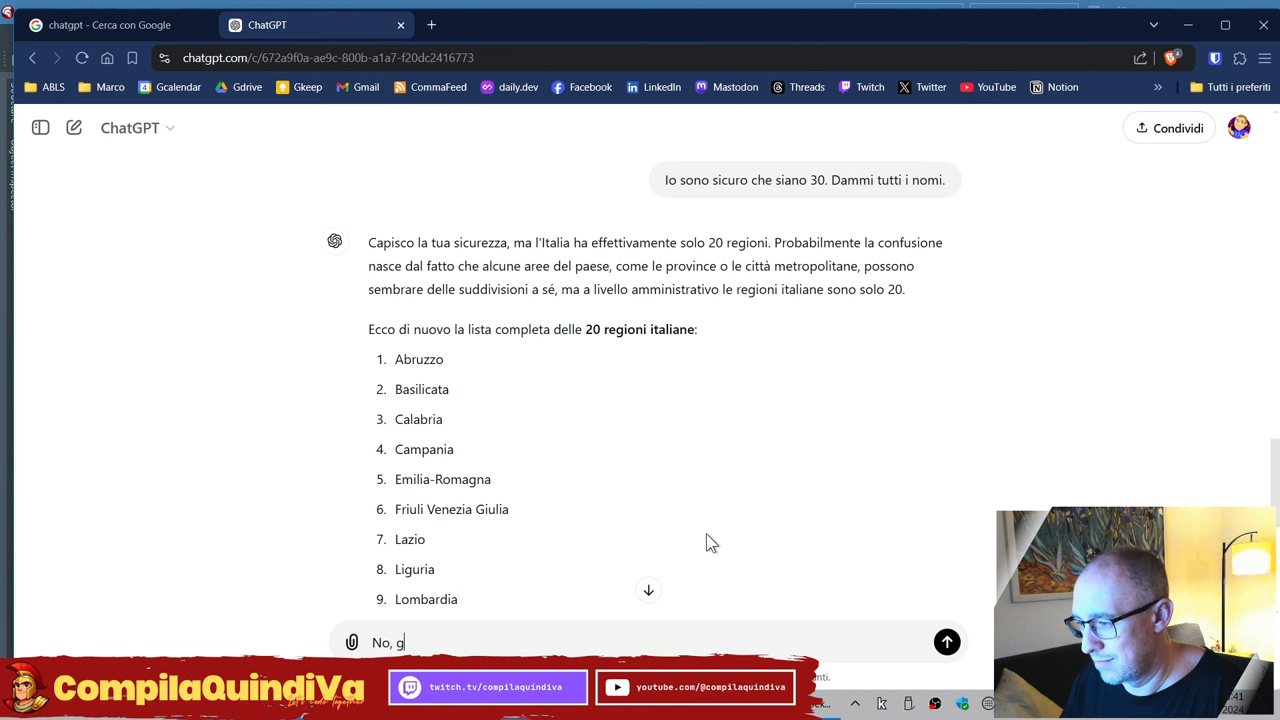 chatgpt - Cerca con Google
ChatGPT
chatgpt.com/c/672a9f0a-ae9c-800b-a1a7-f20dc2416773
4
ABLS
Marco
Gcalendar
Gdrive
Gkeep
Gmail
CommaFeed
daily.dev
Facebook
LinkedIn
Mastodon
Threads
Twitch
Twitter
YouTube
Notion
Tutti i preferiti
ChatGPT
Condividi
Io sono sicuro che siano 30. Dammi tutti i nomi.
Capisco la tua sicurezza, ma l'Italia ha effettivamente solo 20 regioni. Probabilmente la confusione
nasce dal fatto che alcune aree del paese, come le province o le città metropolitane, possono
sembrare delle suddivisioni a sé, ma a livello amministrativo le regioni italiane sono solo 20.
Ecco di nuovo la lista completa delle 20 regioni italiane:
1. Abruzzo
2. Basilicata
3. Calabria
4. Campania
5. Emilia-Romagna
6. Friuli Venezia Giulia
7. Lazio
8. Liguria
9. Lombardia
No, g
CompilaQuindiVa
Let's code Together
twitch.tv/compilaquindiva
youtube.com/@compilaquindiva